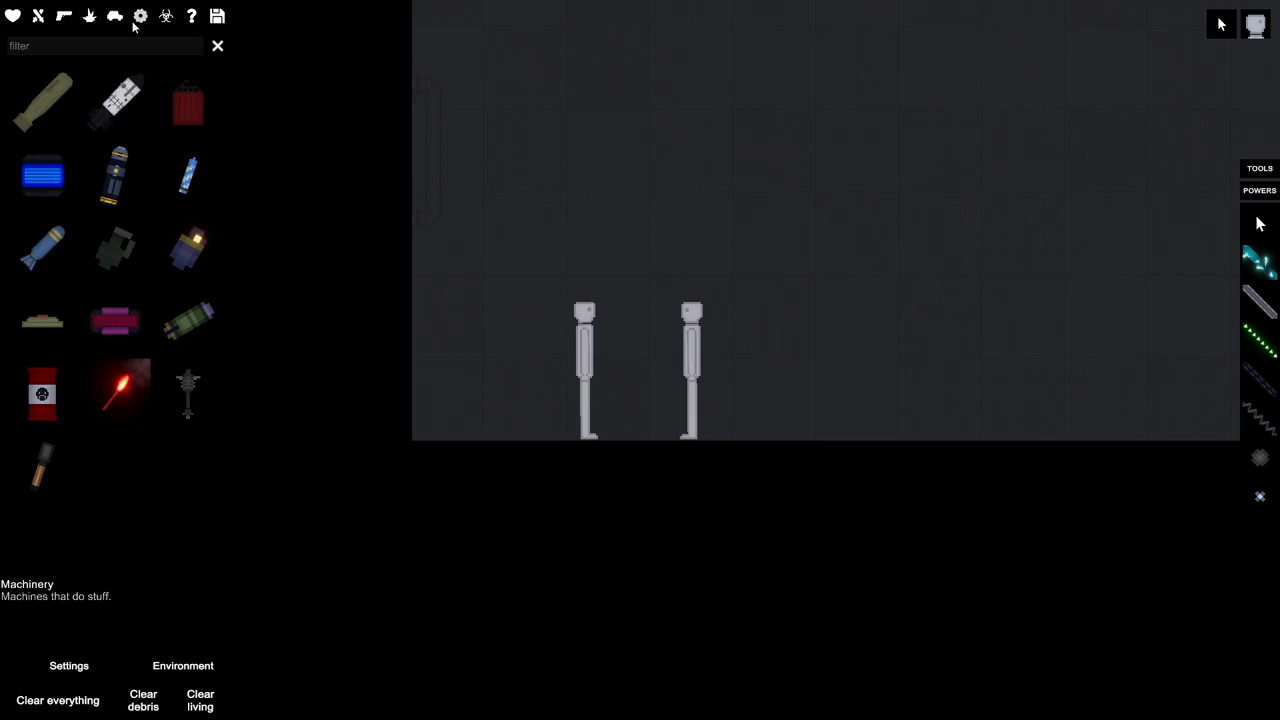 filter
TOOLS
POWERS
Machinery
Machines that do stuff.
Settings
Environment
Clear everything
Clear
debris
Clear
living